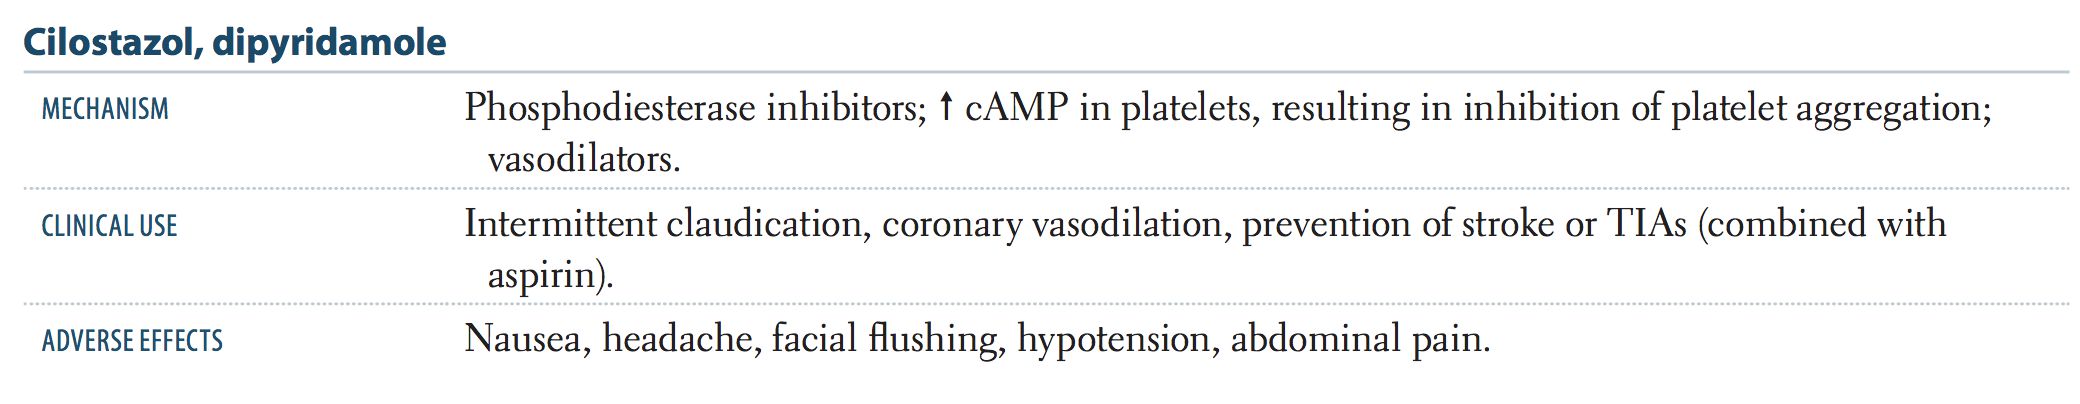 Cilostazol, dipyridamole
MECHANISM Phosphodiesterase inhibitors; ↑ cAMP in platelets, resulting in inhibition of platelet aggregation;
vasodilators.
CLINICAL USE Intermittent claudication, coronary vasodilation, prevention of stroke or TIAs (combined with
aspirin).
ADVERSE EFFECTS Nausea, headache, facial flushing, hypotension, abdominal pain.